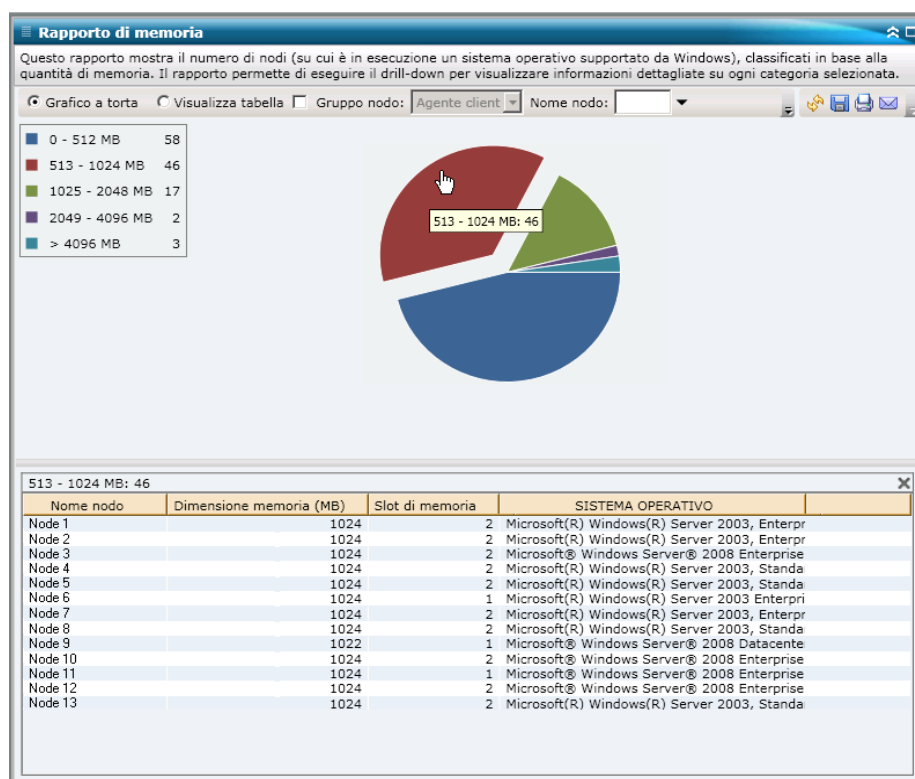 Rapporto di memoria
Questo rapporto mostra il numero di nodi (su cui è in esecuzione un sistema operativo supportato da Windows), classificati in base alla
quantità di memoria. Il rapporto permette di eseguire il drill-down per visualizzare informazioni dettagliate su ogni categoria selezionata.
Grafico a torta Visualizza tabella Gruppo nodo: Agente client Nome nodo:
0 - 512 MB 58
513 - 1024 MB 46
1025 - 2048 MB 17
2049 - 4096 MB 2
> 4096 MB 3
513 - 1024 MB: 46
513 - 1024 MB: 46
Nome nodo Dimensione memoria (MB) Slot di memoria SISTEMA OPERATIVO
Node 1 1024 2 Microsoft(R) Windows(R) Server 2003, Enterpr
Node 2 1024 2 Microsoft(R) Windows(R) Server 2003, Enterpr
Node 3 1024 2 Microsoft® Windows Server® 2008 Enterprise
Node 4 1024 2 Microsoft(R) Windows(R) Server 2003, Standa
Node 5 1024 2 Microsoft(R) Windows(R) Server 2003, Standa
Node 6 1024 1 Microsoft(R) Windows(R) Server 2003 Enterpri
Node 7 1024 2 Microsoft(R) Windows(R) Server 2003, Enterpr
Node 8 1024 2 Microsoft(R) Windows(R) Server 2003, Standa
Node 9 1022 1 Microsoft® Windows Server® 2008 Datacente
Node 10 1024 2 Microsoft® Windows Server® 2008 Enterprise
Node 11 1024 1 Microsoft® Windows Server® 2008 Enterprise
Node 12 1024 2 Microsoft® Windows Server® 2008 Enterprise
Node 13 1024 2 Microsoft(R) Windows(R) Server 2003, Standa